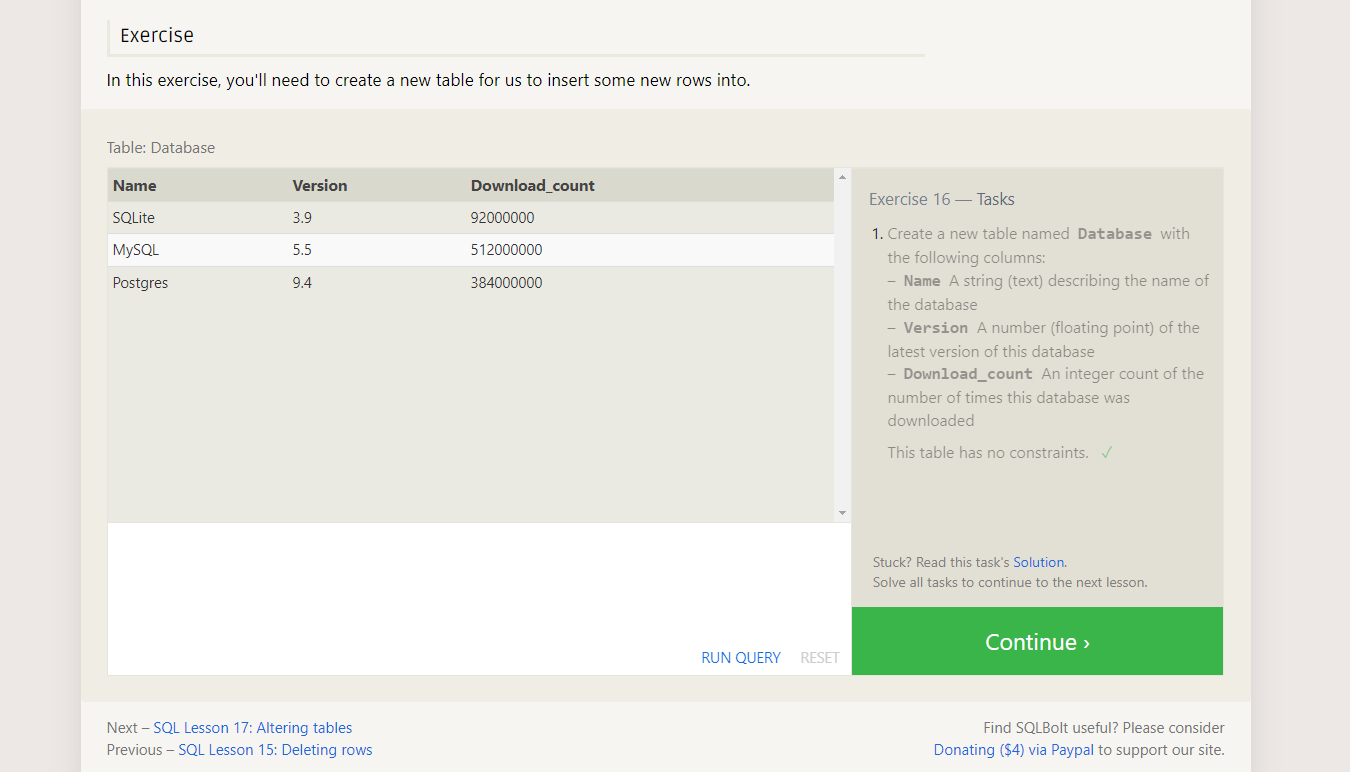 Exercise
In this exercise, you'll need to create a new table for us to insert some new rows into.
Table: Database
Name Version Download_count
SQLite 3.9 92000000
MySQL 5.5 512000000
Postgres 9.4 384000000
RUN QUERY RESET
Exercise 16 — Tasks
1. Create a new table named Database with
the following columns:
– Name A string (text) describing the name of
the database
– Version A number (floating point) of the
latest version of this database
– Download_count An integer count of the
number of times this database was
downloaded
This table has no constraints. ✓
Stuck? Read this task's Solution.
Solve all tasks to continue to the next lesson.
Continue ›
Next – SQL Lesson 17: Altering tables
Previous – SQL Lesson 15: Deleting rows
Find SQLBolt useful? Please consider
Donating ($4) via Paypal to support our site.